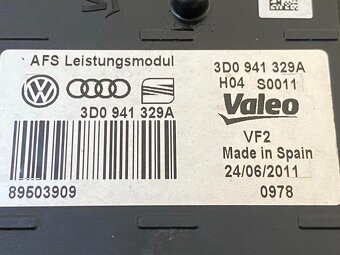 AFS Leistungsmodul
3D0 941 329A
3D0 941 329A
H04 S0011
Valeo
VF2
Made in Spain
24/06/2011
89503909
0978